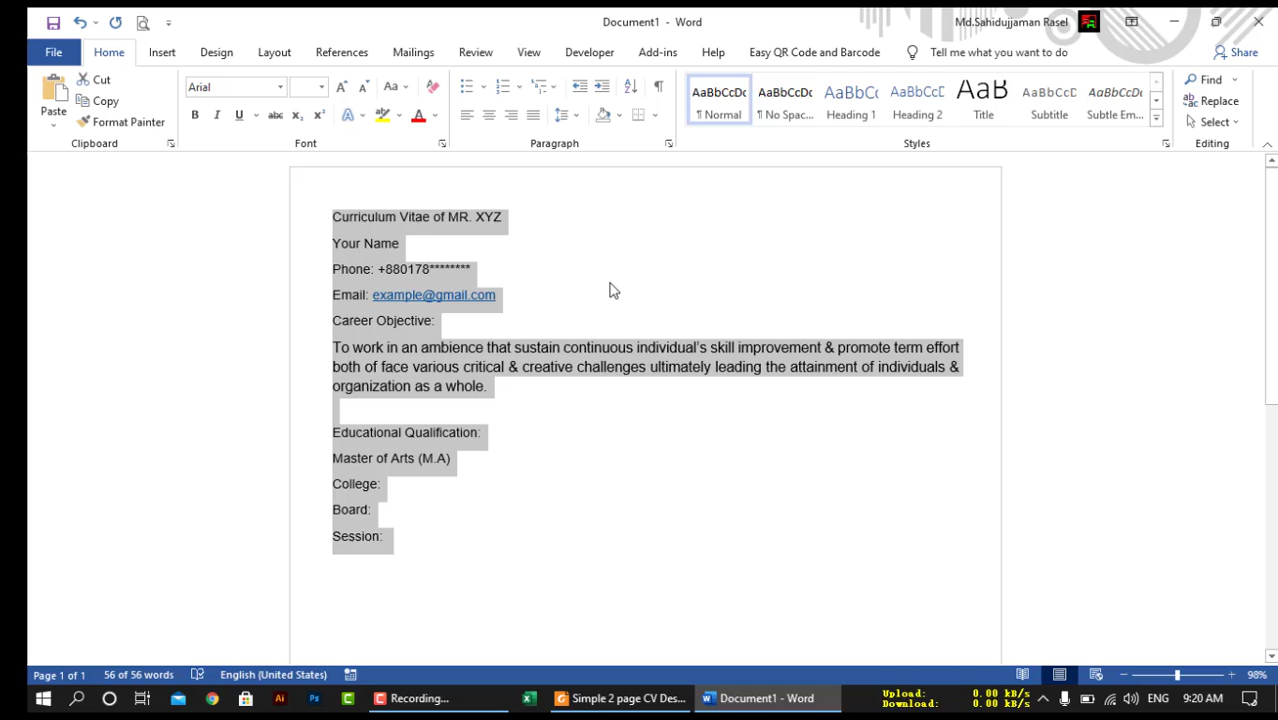 Document1 - Word
Md.Sahidujjaman Rasel
File Home Insert Design Layout References Mailings Review View Developer Add-ins Help Easy QR Code and Barcode Tell me what you want to do Share
Paste
Cut
Copy
Format Painter
Clipboard
Arial
Aa
B I U abc x₂ x²
A
Font
Paragraph
AaBbCcDc AaBbCcDc AaBbCc AaBbCcD AaB AaBbCcD AaBbCcDc
¶ Normal ¶ No Spac... Heading 1 Heading 2 Title Subtitle Subtle Em...
Styles
Find
Replace
Select
Editing
Curriculum Vitae of MR. XYZ
Your Name
Phone: +880178********
Email: example@gmail.com
Career Objective:
To work in an ambience that sustain continuous individual's skill improvement & promote term effort
both of face various critical & creative challenges ultimately leading the attainment of individuals &
organization as a whole.
Educational Qualification:
Master of Arts (M.A)
College:
Board:
Session:
Page 1 of 1 56 of 56 words English (United States) 98%
Recording...
Simple 2 page CV Des...
Document1 - Word
Upload: 0.00 kB/s
Download: 0.00 kB/s
ENG
9:20 AM